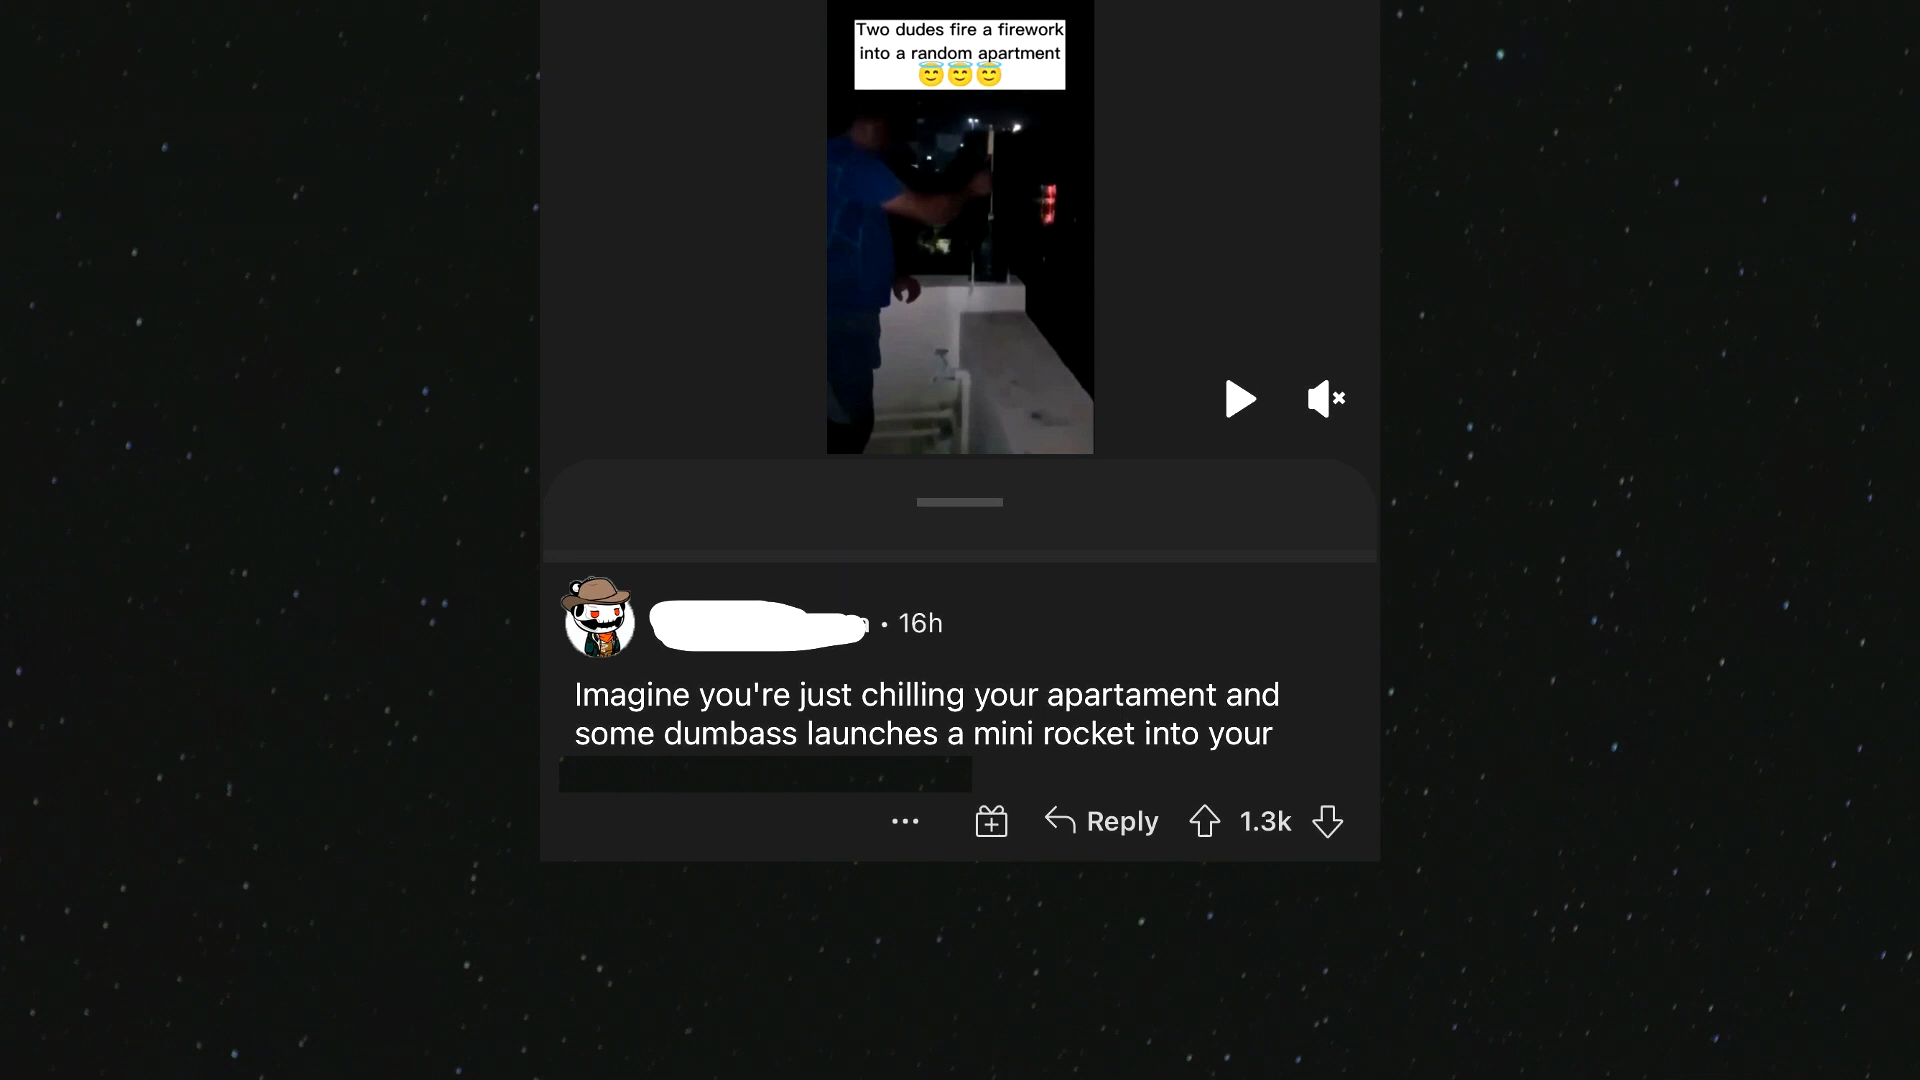 Two dudes fire a firework
into a random apartment
😇😇😇
• 16h
Imagine you're just chilling your apartament and
some dumbass launches a mini rocket into your
Reply 1.3k